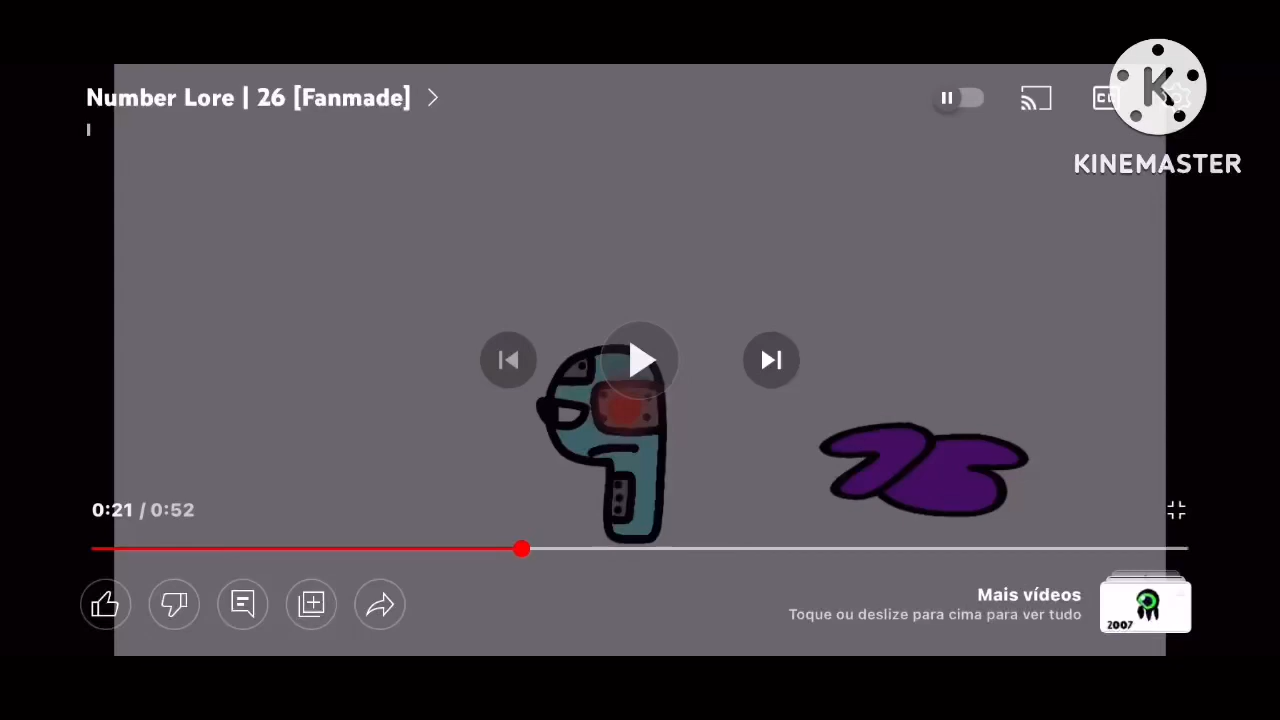 Number Lore | 26 [Fanmade]
K
KINEMASTER
0:21 / 0:52
Mais vídeos
Toque ou deslize para cima para ver tudo
2007